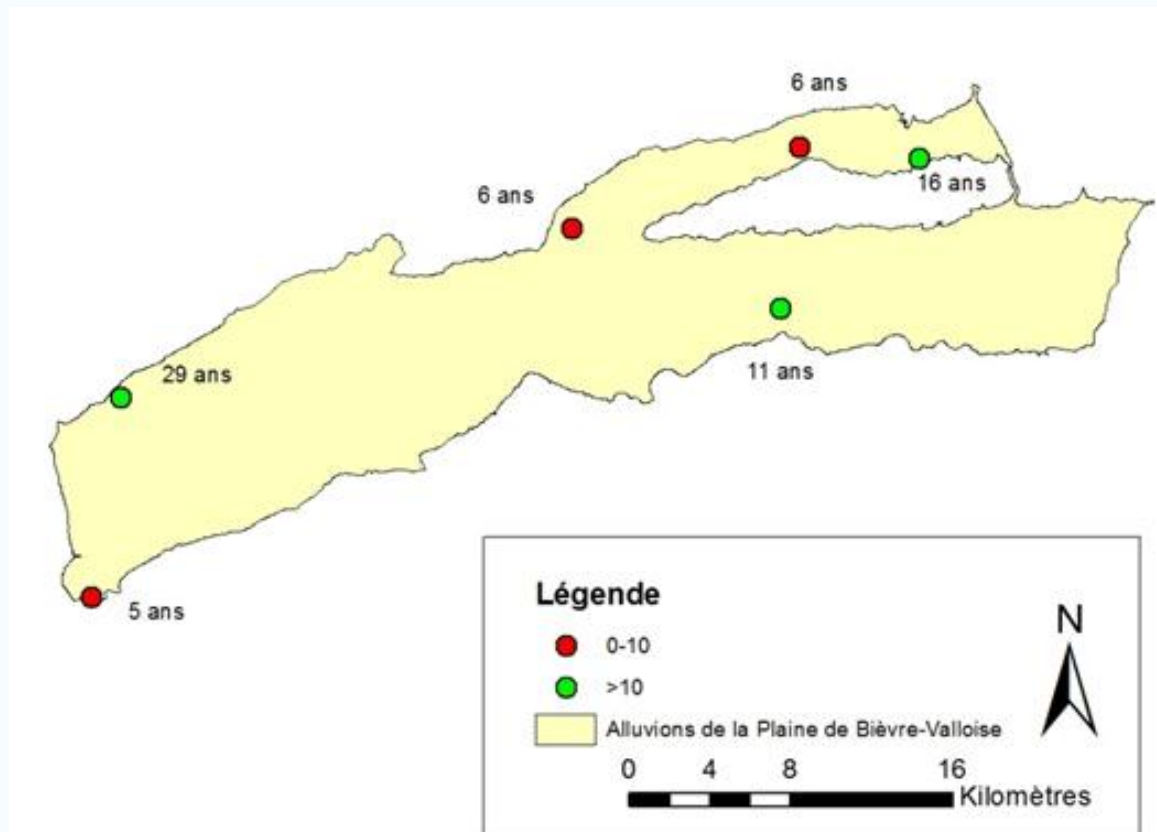 6 ans
16 ans
6 ans
11 ans
29 ans
5 ans
Légende
0-10
>10
Alluvions de la Plaine de Bièvre-Valloise
N
0 4 8 16
Kilomètres